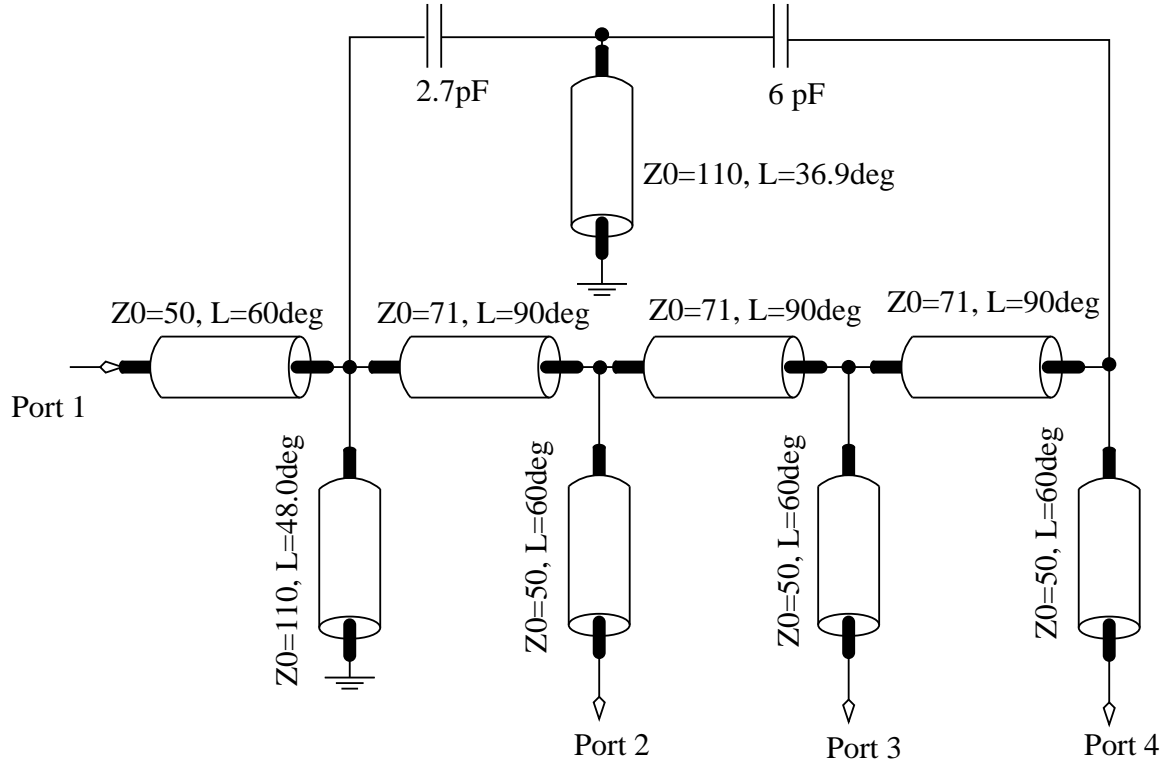 2.7pF
6 pF
Z0=110, L=36.9deg
Z0=50, L=60deg
Z0=71, L=90deg
Z0=71, L=90deg
Z0=71, L=90deg
Port 1
Z0=110, L=48.0deg
Z0=50, L=60deg
Z0=50, L=60deg
Z0=50, L=60deg
Port 2
Port 3
Port 4